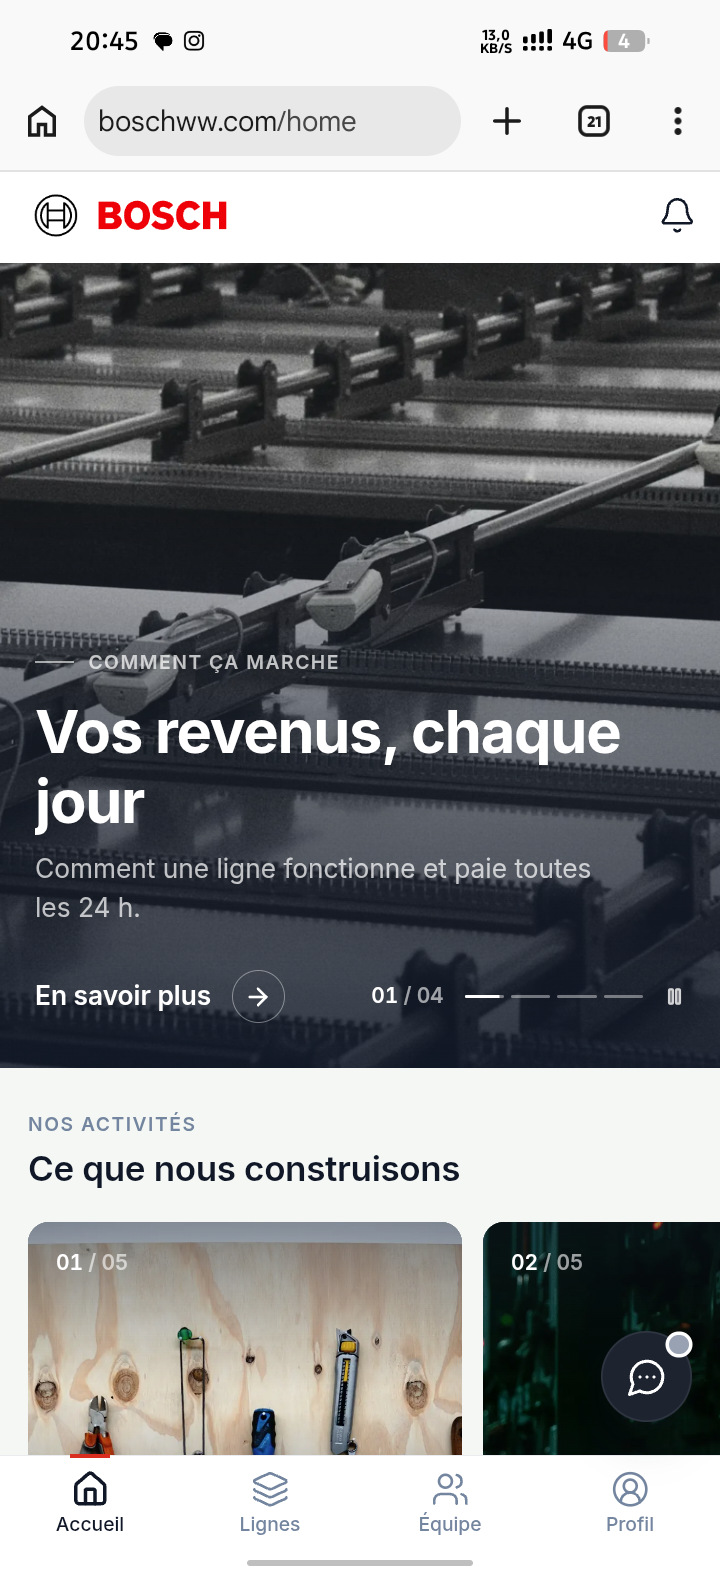 20:45
13,0
KB/S
4G
4
boschww.com/home
21
BOSCH
COMMENT ÇA MARCHE
Vos revenus, chaque
jour
Comment une ligne fonctionne et paie toutes
les 24 h.
En savoir plus
01 / 04
NOS ACTIVITÉS
Ce que nous construisons
01 / 05
02 / 05
Accueil
Lignes
Équipe
Profil